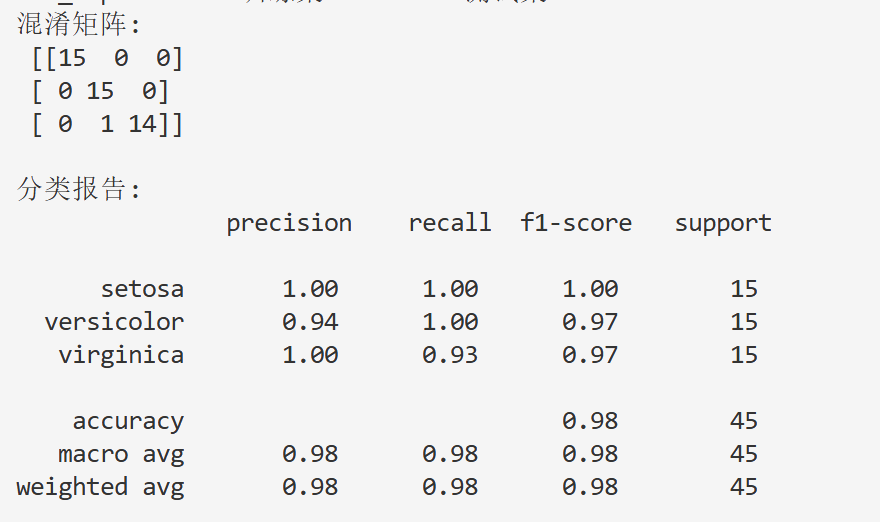 混淆矩阵:
[[15  0  0]
[ 0 15  0]
[ 0  1 14]]
分类报告:
precision    recall  f1-score   support
setosa       1.00      1.00      1.00        15
versicolor       0.94      1.00      0.97        15
virginica       1.00      0.93      0.97        15
accuracy                           0.98        45
macro avg       0.98      0.98      0.98        45
weighted avg       0.98      0.98      0.98        45